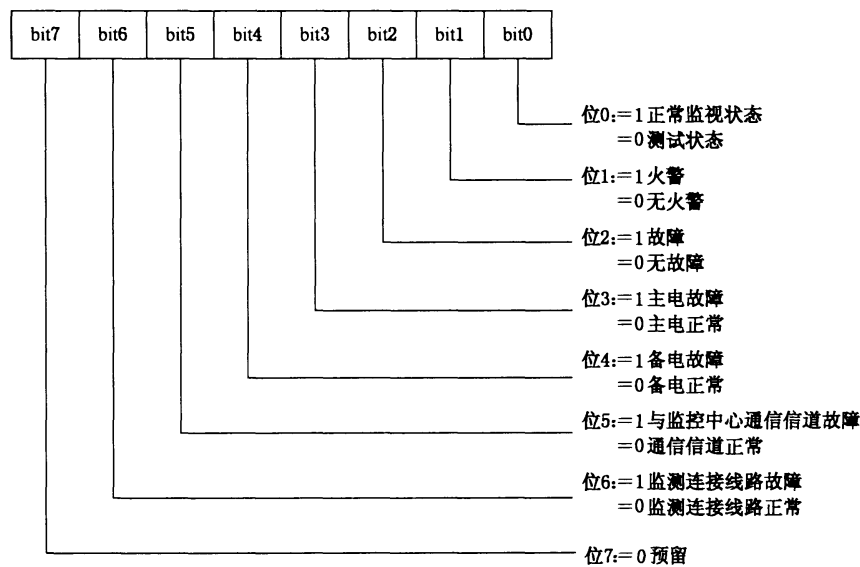 bit7 bit6 bit5 bit4 bit3 bit2 bit1 bit0
位0:=1正常监视状态
=0测试状态
位1:=1火警
=0无火警
位2:=1故障
=0无故障
位3:=1主电故障
=0主电正常
位4:=1备电故障
=0备电正常
位5:=1与监控中心通信信道故障
=0通信信道正常
位6:=1监测连接线路故障
=0监测连接线路正常
位7:=0预留